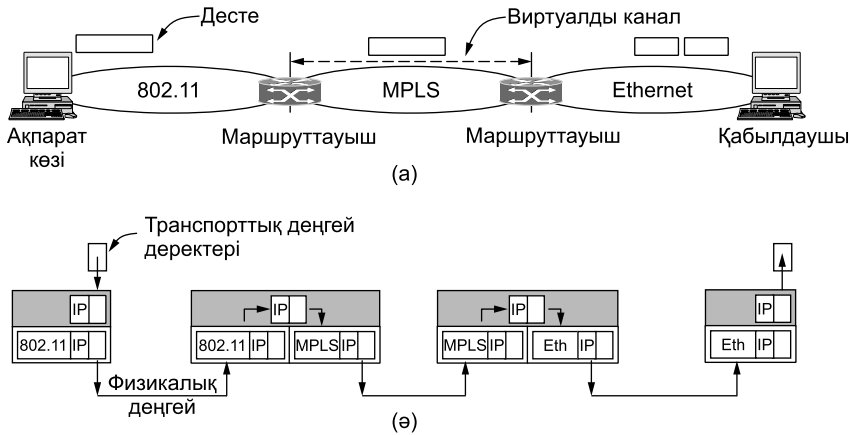 Десте
Виртуалды канал
802.11
MPLS
Ethernet
Ақпарат
көзі
Маршруттауыш
Маршруттауыш
Қабылдаушы
(а)
Транспорттық деңгей
деректері
IP
IP
IP
IP
802.11 IP
802.11 IP
MPLS IP
MPLS IP
Eth IP
Eth IP
Физикалық
деңгей
(ә)